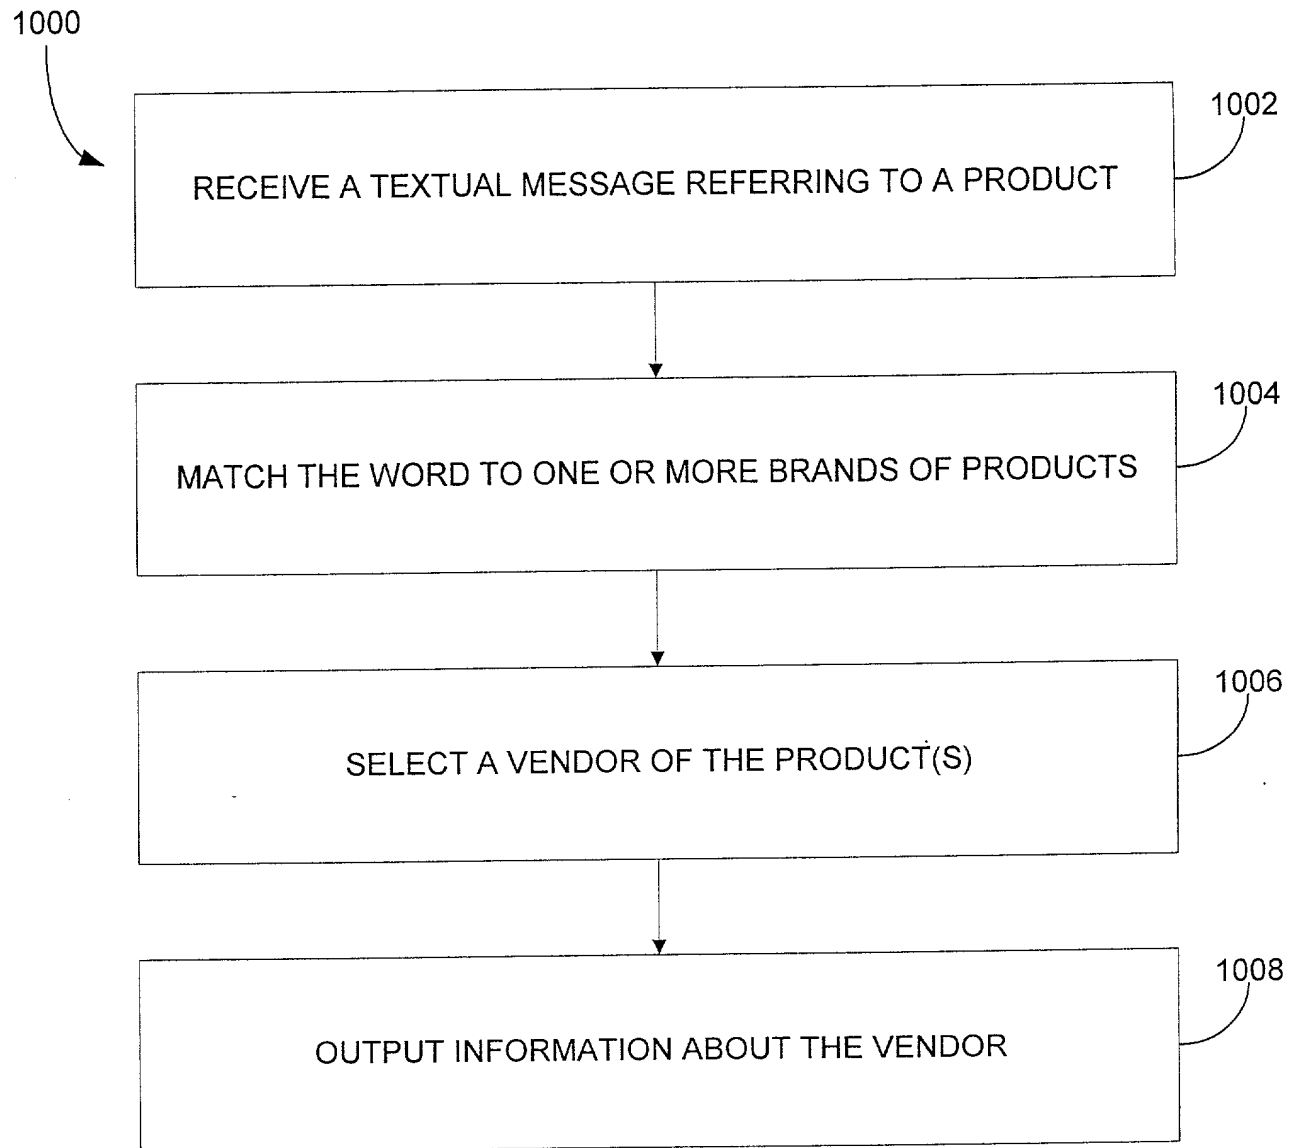 1000
1002
RECEIVE A TEXTUAL MESSAGE REFERRING TO A PRODUCT
1004
MATCH THE WORD TO ONE OR MORE BRANDS OF PRODUCTS
1006
SELECT A VENDOR OF THE PRODUCT(S)
1008
OUTPUT INFORMATION ABOUT THE VENDOR